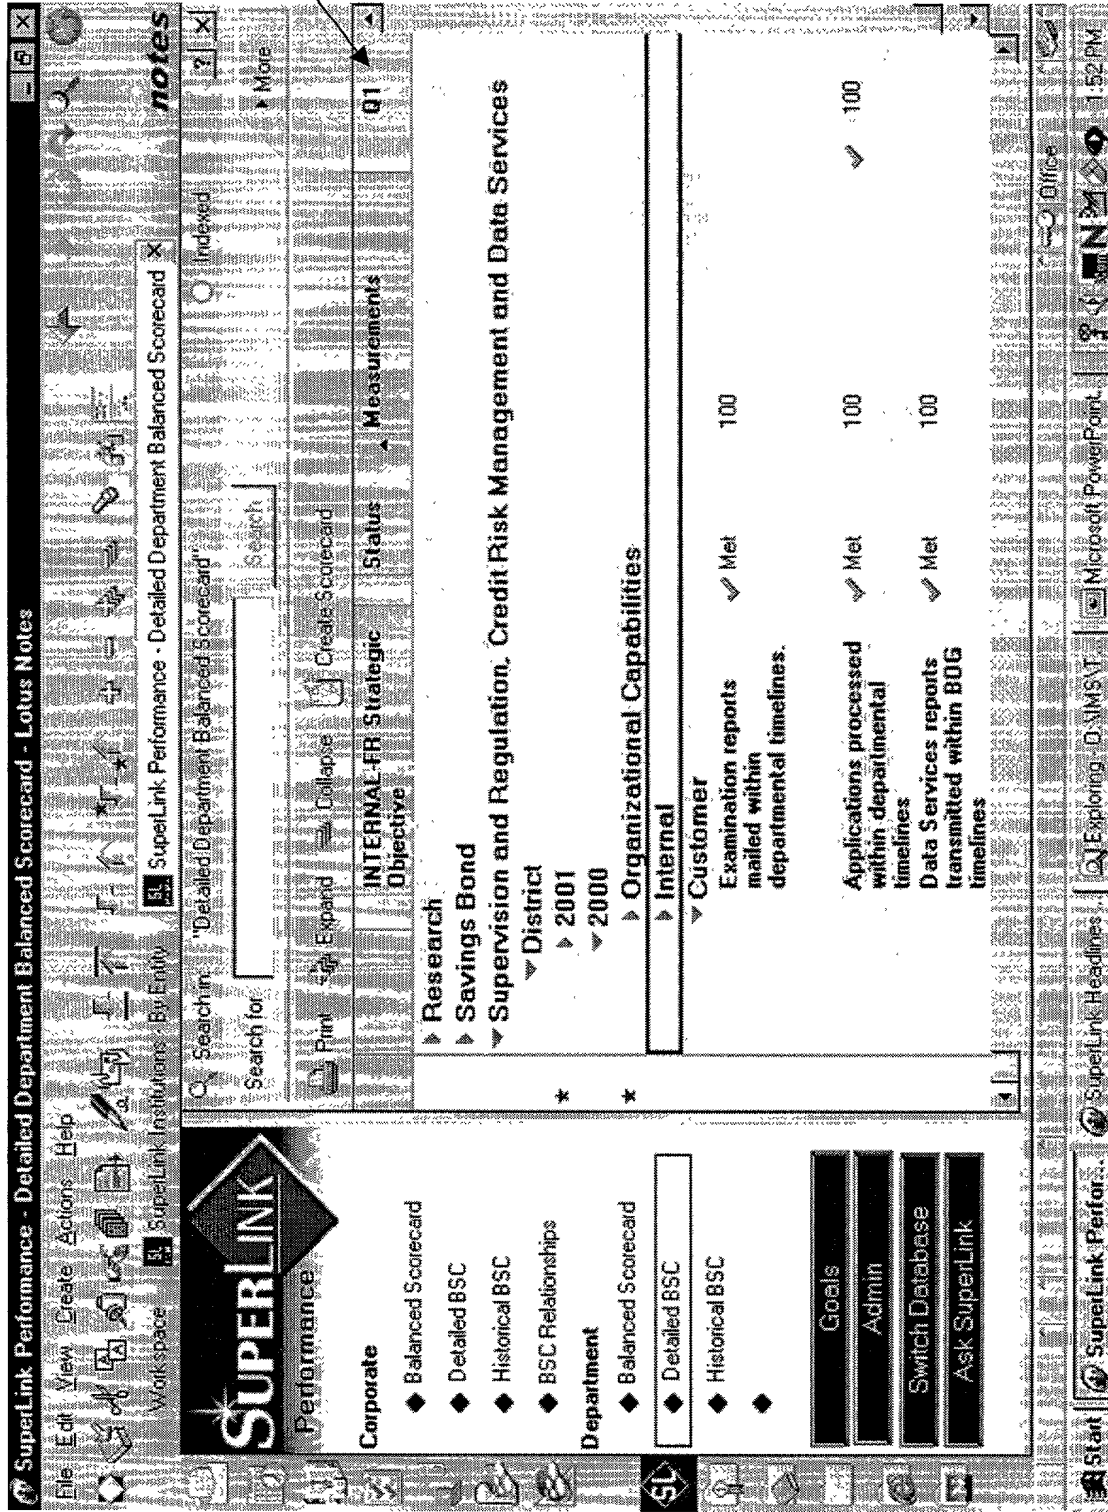 SuperLink Performance - Detailed Department Balanced Scorecard - Lotus Notes
File Edit View Create Actions Help
Workspace
SuperLink Institutions - By Entity
SuperLink Performance - Detailed Department Balanced Scorecard
notes
SUPERLINK
Performance
Corporate
Balanced Scorecard
Detailed BSC
Historical BSC
BSC Relationships
Department
Balanced Scorecard
Detailed BSC
Historical BSC
Goals
Admin
Switch Database
Ask SuperLink
SL
Search in: "Detailed Department Balanced Scorecard"
Indexed
Search for
Search
More
Print Expand Collapse Create Scorecard
INTERNAL-FR Strategic Objective Status Measurements Q1
Research
Savings Bond
Supervision and Regulation, Credit Risk Management and Data Services
District
2001
2000
Organizational Capabilities
Internal
Customer
Examination reports Met 100
mailed within
departmental timelines.
Applications processed Met 100 100
within departmental
timelines
Data Services reports Met 100
transmitted within BOG
timelines
Office
Start SuperLink Perfor... SuperLink Headlines... Exploring - D:\MSVT Microsoft PowerPoint... 1:52 PM